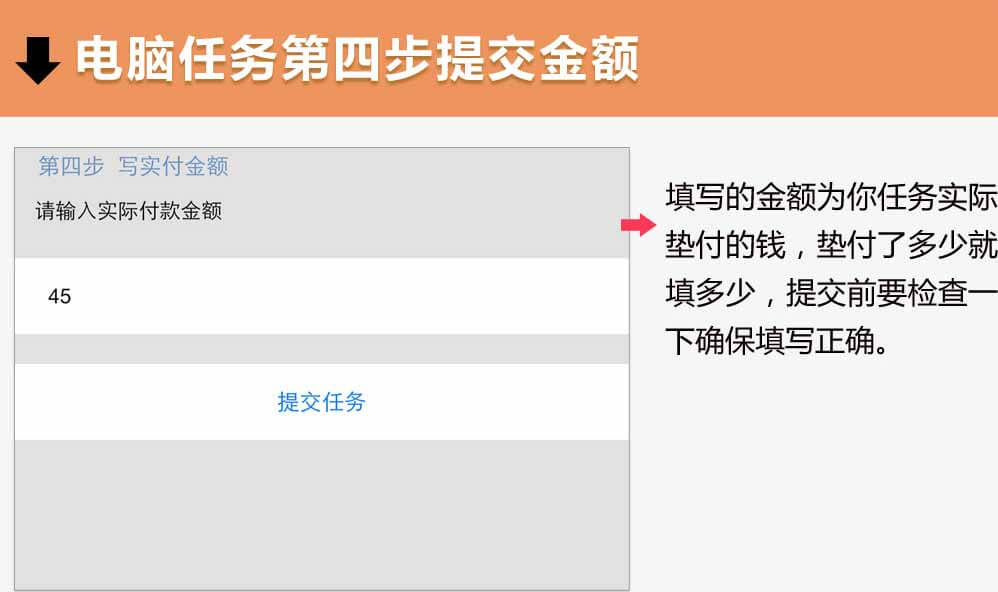 电脑任务第四步提交金额
第四步 写实付金额
请输入实际付款金额
45
提交任务
填写的金额为你任务实际
垫付的钱，垫付了多少就
填多少，提交前要检查一
下确保填写正确。